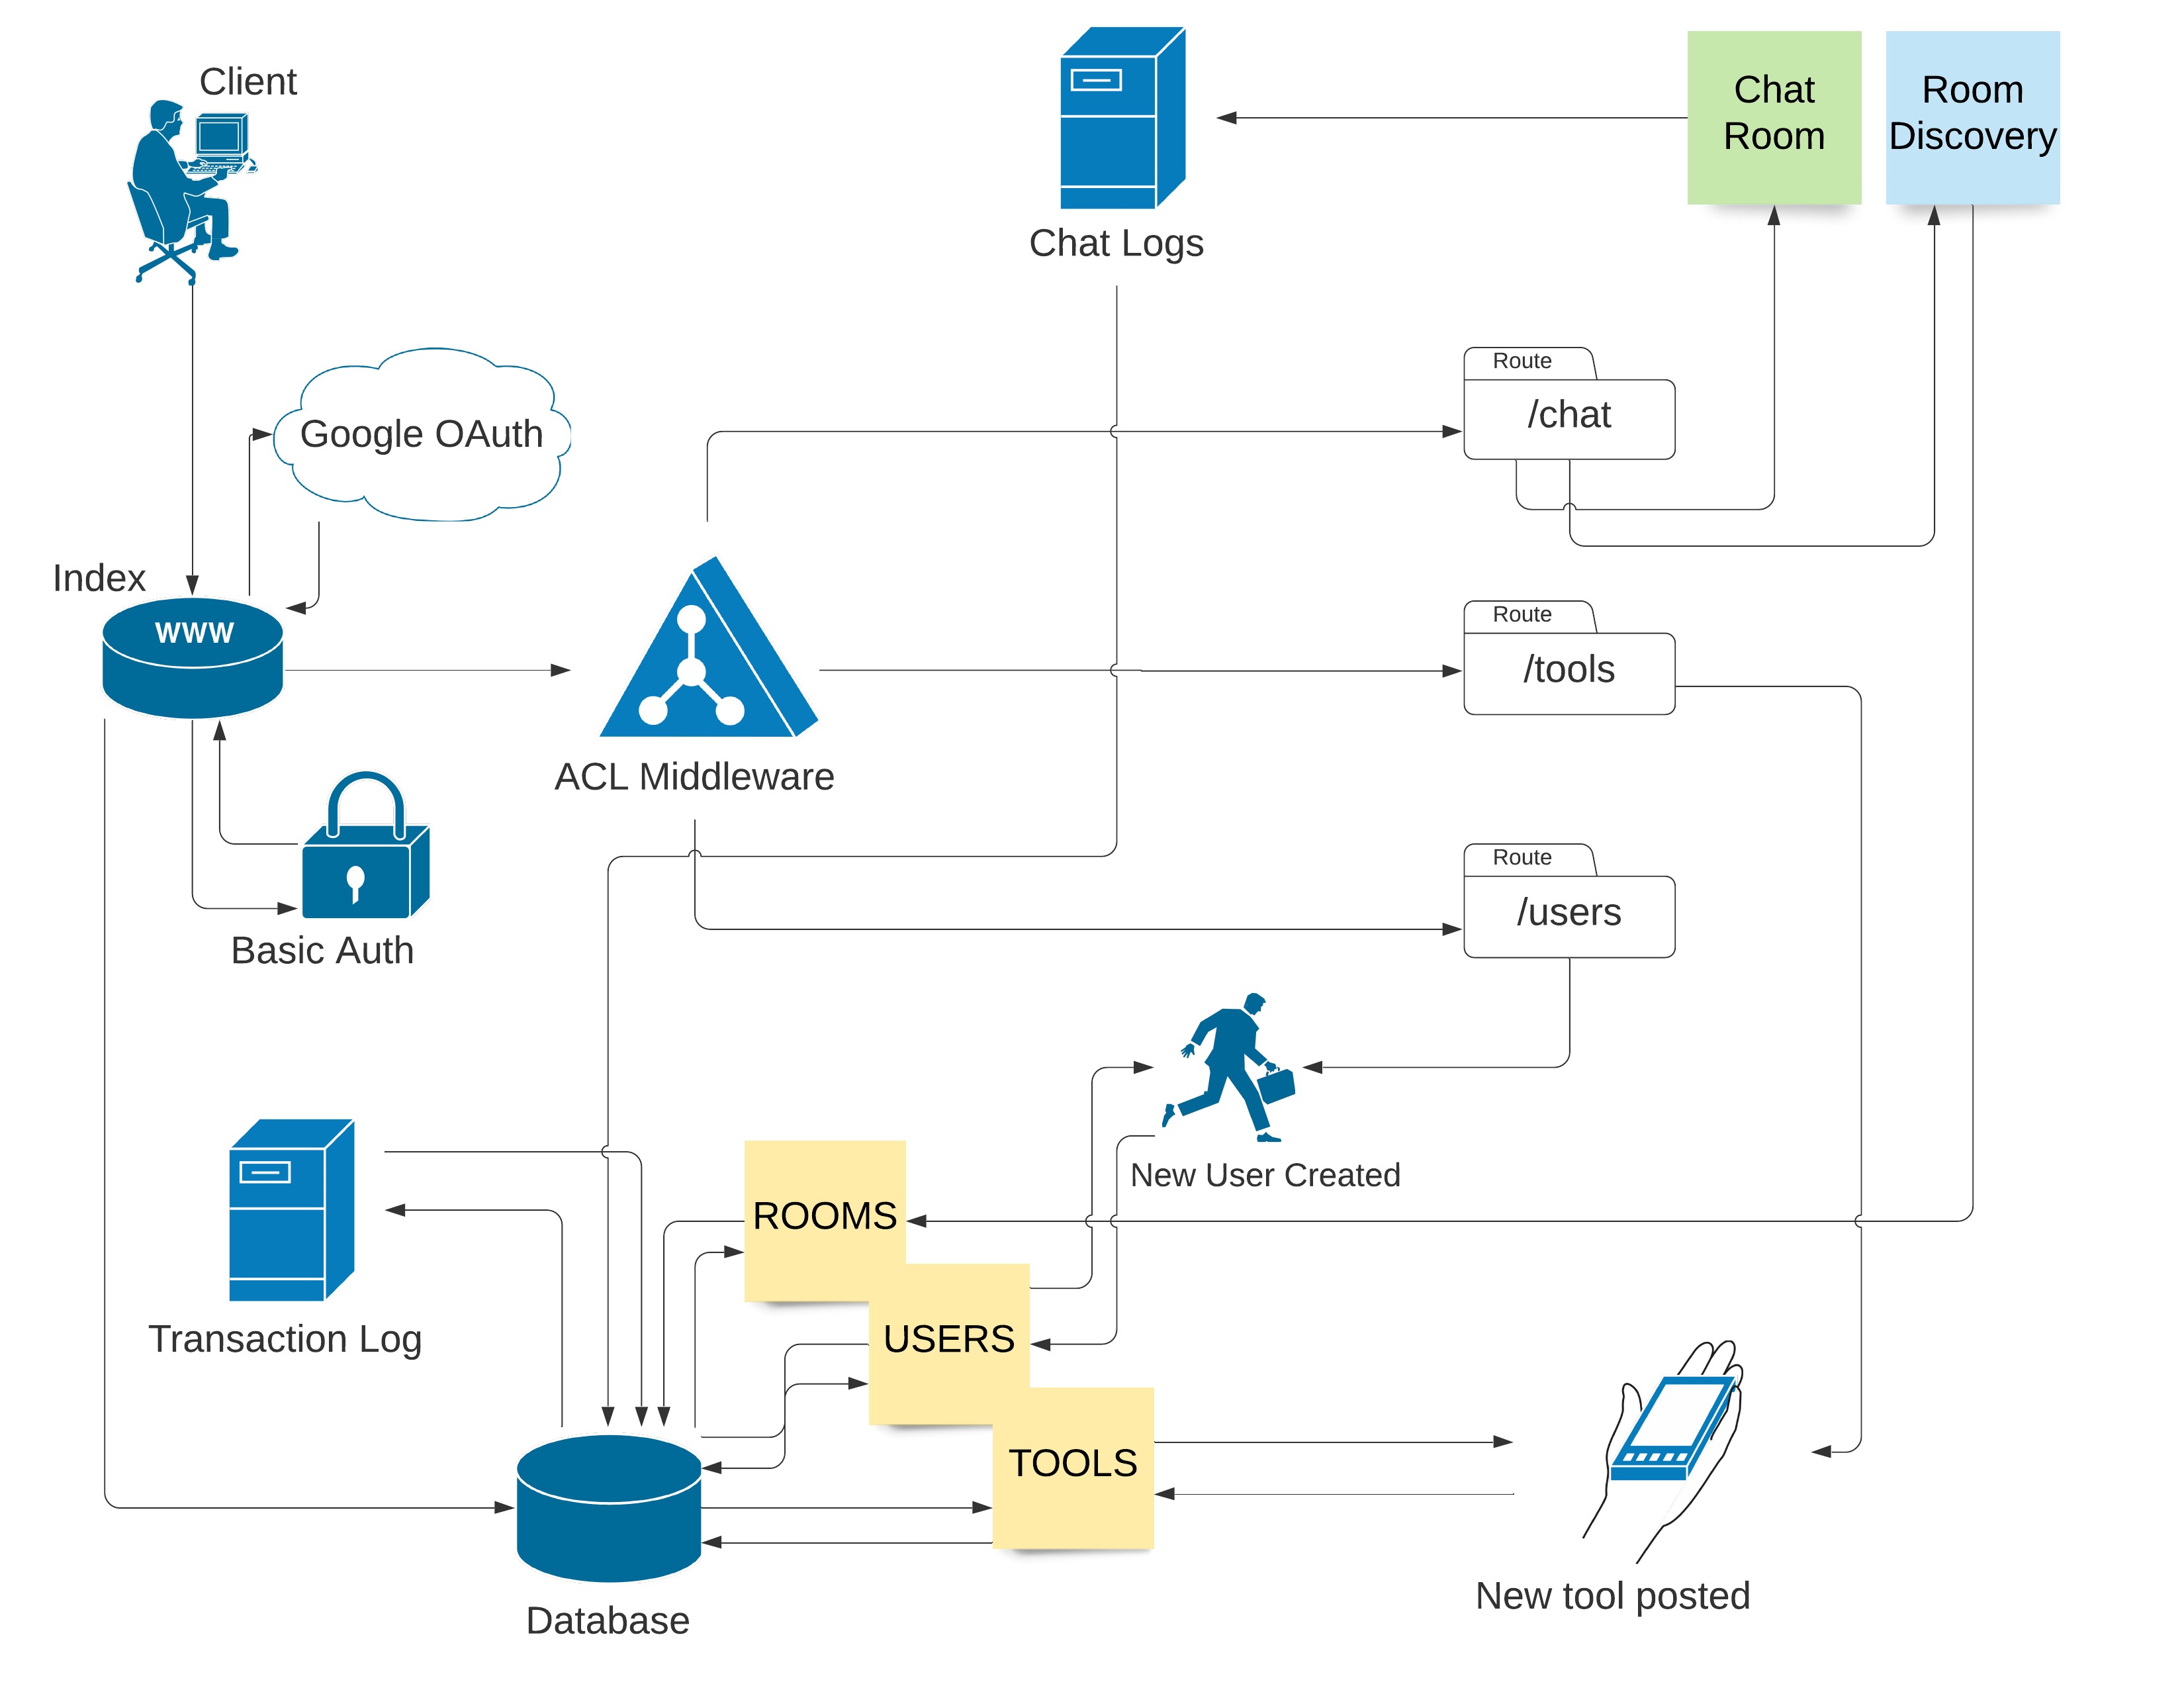 Client
Chat
Room
Room
Discovery
Chat Logs
Route
/chat
Google OAuth
Index
WWW
Route
/tools
ACL Middleware
Route
/users
Basic Auth
New User Created
ROOMS
Transaction Log
USERS
TOOLS
New tool posted
Database